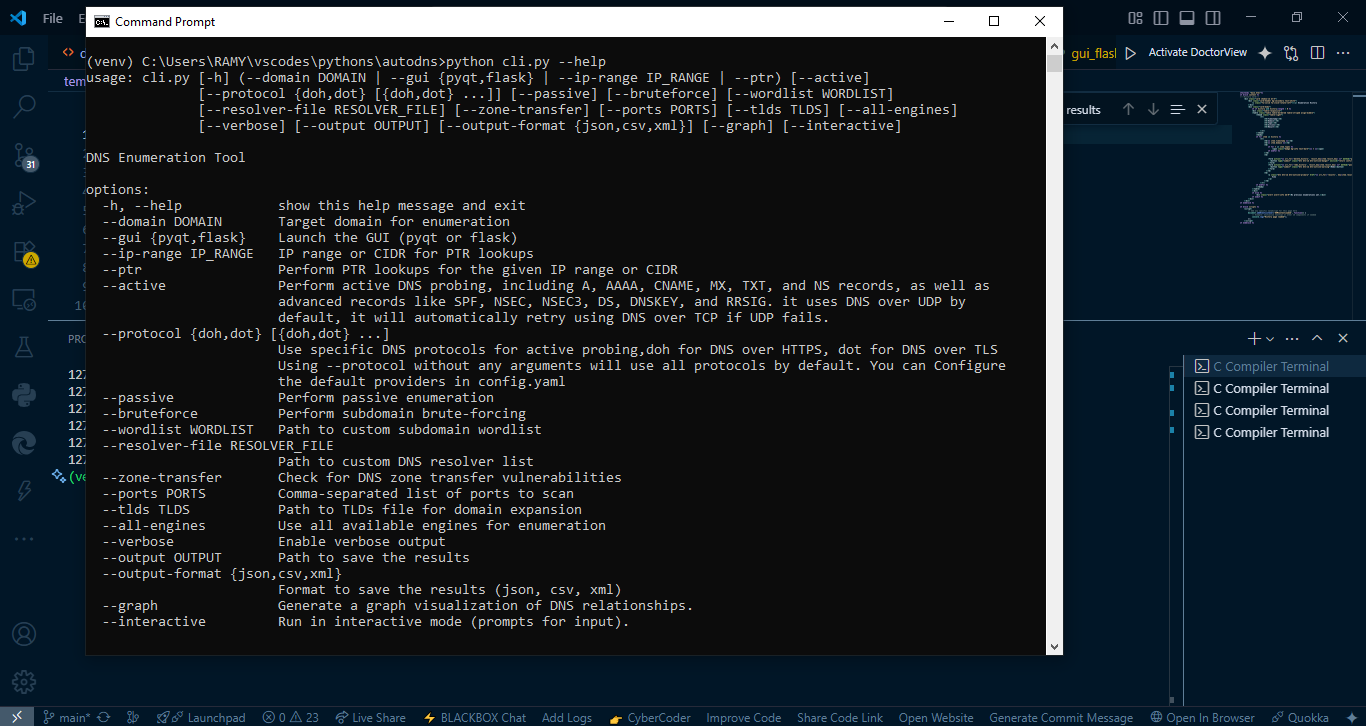 File
Command Prompt
(venv) C:\Users\RAMY\vscodes\pythons\autodns>python cli.py --help
usage: cli.py [-h] (--domain DOMAIN | --gui {pyqt,flask} | --ip-range IP_RANGE | --ptr) [--active]
[--protocol {doh,dot} [{doh,dot} ...]] [--passive] [--bruteforce] [--wordlist WORDLIST]
[--resolver-file RESOLVER_FILE] [--zone-transfer] [--ports PORTS] [--tlds TLDS] [--all-engines]
[--verbose] [--output OUTPUT] [--output-format {json,csv,xml}] [--graph] [--interactive]
DNS Enumeration Tool
options:
-h, --help show this help message and exit
--domain DOMAIN Target domain for enumeration
--gui {pyqt,flask} Launch the GUI (pyqt or flask)
--ip-range IP_RANGE IP range or CIDR for PTR lookups
--ptr Perform PTR lookups for the given IP range or CIDR
--active Perform active DNS probing, including A, AAAA, CNAME, MX, TXT, and NS records, as well as
advanced records like SPF, NSEC, NSEC3, DS, DNSKEY, and RRSIG. it uses DNS over UDP by
default, it will automatically retry using DNS over TCP if UDP fails.
--protocol {doh,dot} [{doh,dot} ...]
Use specific DNS protocols for active probing,doh for DNS over HTTPS, dot for DNS over TLS
Using --protocol without any arguments will use all protocols by default. You can Configure
the default providers in config.yaml
--passive Perform passive enumeration
--bruteforce Perform subdomain brute-forcing
--wordlist WORDLIST Path to custom subdomain wordlist
--resolver-file RESOLVER_FILE
Path to custom DNS resolver list
--zone-transfer Check for DNS zone transfer vulnerabilities
--ports PORTS Comma-separated list of ports to scan
--tlds TLDS Path to TLDs file for domain expansion
--all-engines Use all available engines for enumeration
--verbose Enable verbose output
--output OUTPUT Path to save the results
--output-format {json,csv,xml}
Format to save the results (json, csv, xml)
--graph Generate a graph visualization of DNS relationships.
--interactive Run in interactive mode (prompts for input).
gui_flas
Activate DoctorView
tem
results
31
10
PRO
127
127
127
127
127
127
(ve
C Compiler Terminal
C Compiler Terminal
C Compiler Terminal
C Compiler Terminal
main* Launchpad 0 23 Live Share BLACKBOX Chat Add Logs CyberCoder Improve Code Share Code Link Open Website Generate Commit Message Open In Browser Quokka